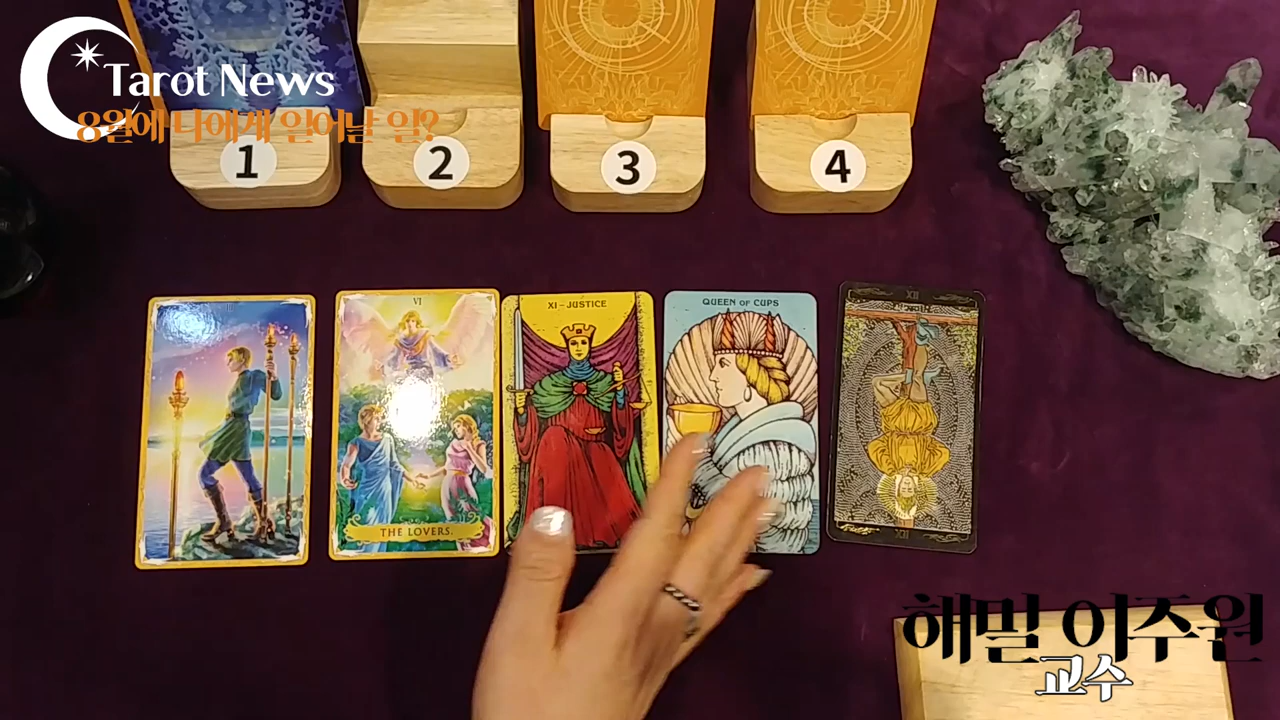 Tarot News
8월에 나에게 일어날 일?
1
2
3
4
VI
THE LOVERS.
XI-JUSTICE
QUEEN OF CUPS
XII
XII
해밀 이주원
교수